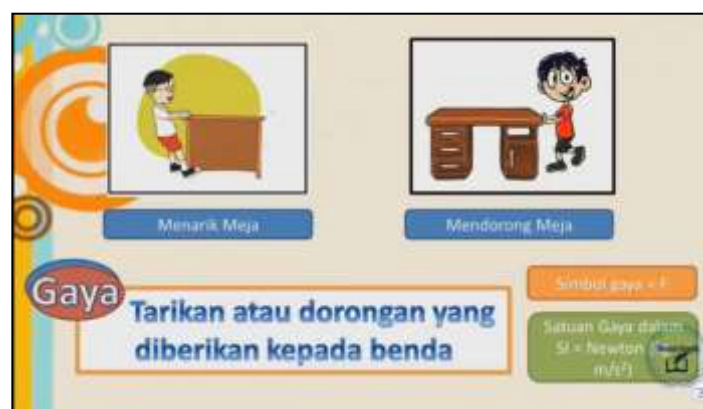 Menarik Meja
Mendorong Meja
Gaya
Tarikan atau dorongan yang
diberikan kepada benda
Simbol gaya = F
Satuan Gaya dalam
SI = Newton
m/s²)